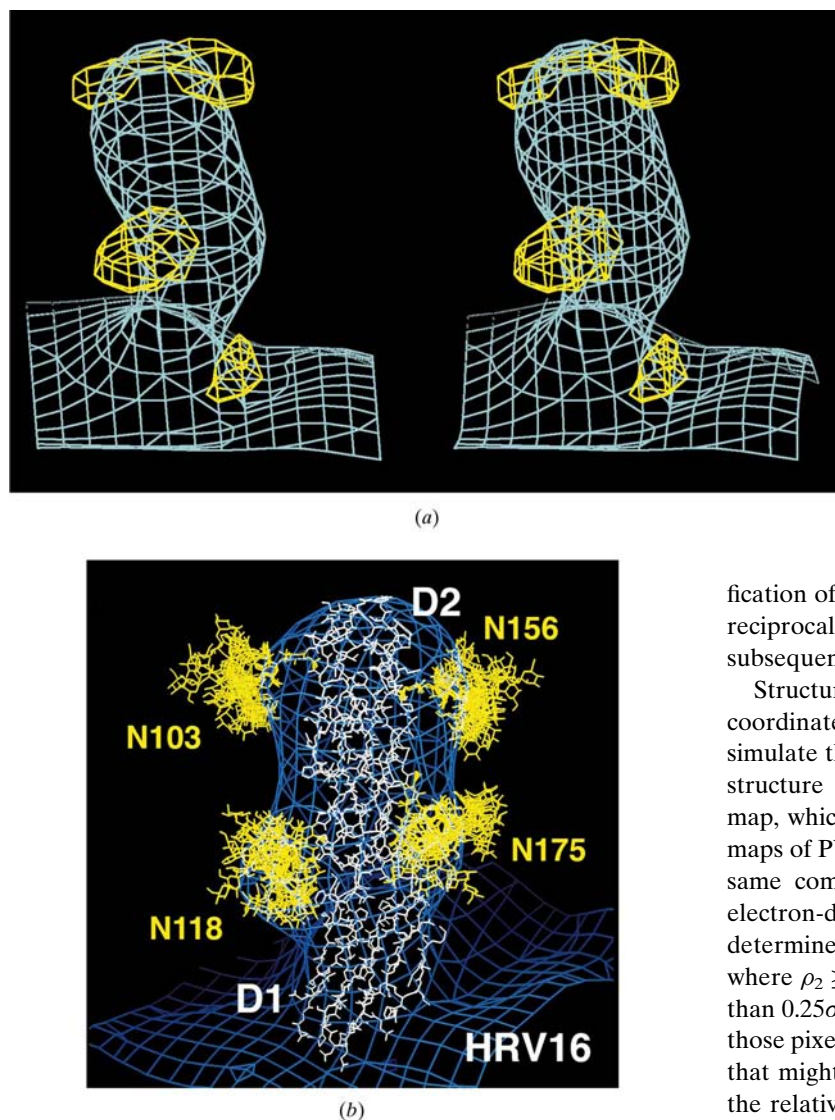 (a)
D2
N156
N103
N175
N118
D1
HRV16
(b)
fication of
reciprocal
subsequen
Structur
coordinate
simulate th
structure
map, whic
maps of P
same com
electron-d
determine
where ρ₂ ≥
than 0.25σ
those pixe
that might
the relativ